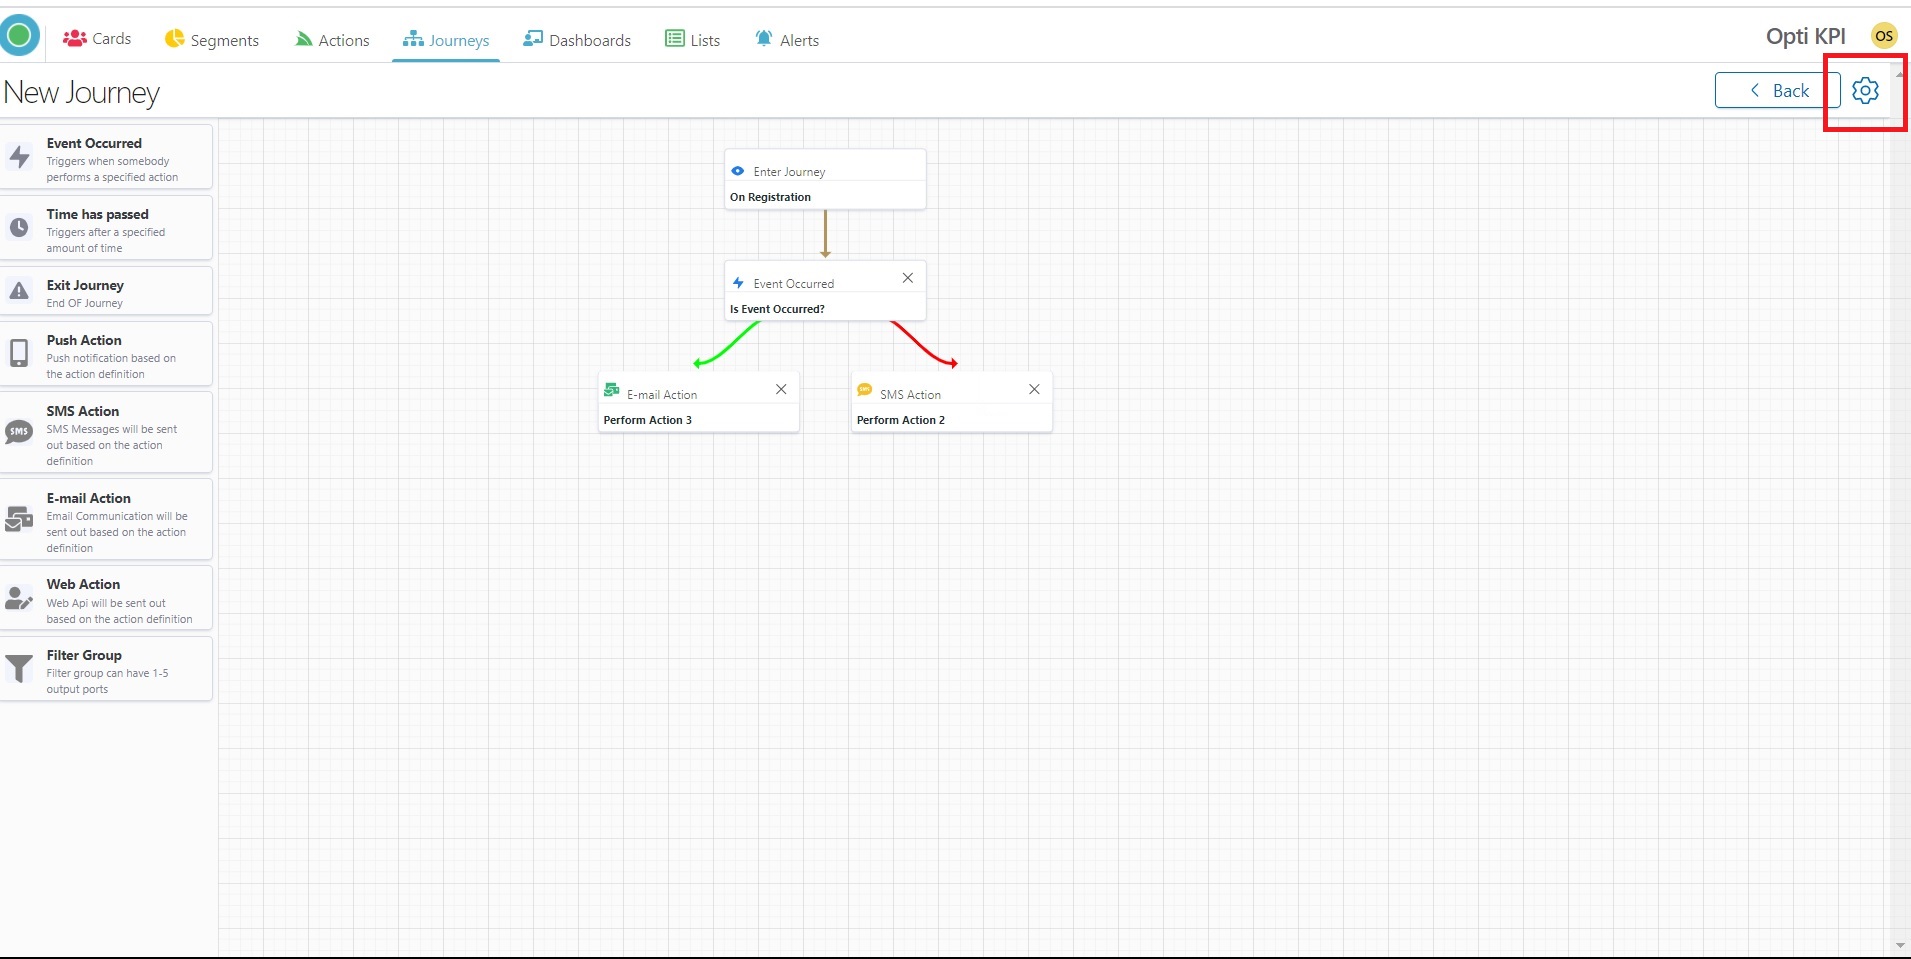 Cards
Segments
Actions
Journeys
Dashboards
Lists
Alerts
Opti KPI
OS
New Journey
Back
Event Occurred
Triggers when somebody
performs a specified action
Time has passed
Triggers after a specified
amount of time
Exit Journey
End OF Journey
Push Action
Push notification based on
the action definition
SMS Action
SMS
SMS Messages will be sent
out based on the action
definition
E-mail Action
Email Communication will be
sent out based on the action
definition
Web Action
Web Api will be sent out
based on the action definition
Filter Group
Filter group can have 1-5
output ports
Enter Journey
On Registration
Event Occurred
Is Event Occurred?
E-mail Action
Perform Action 3
SMS Action
Perform Action 2